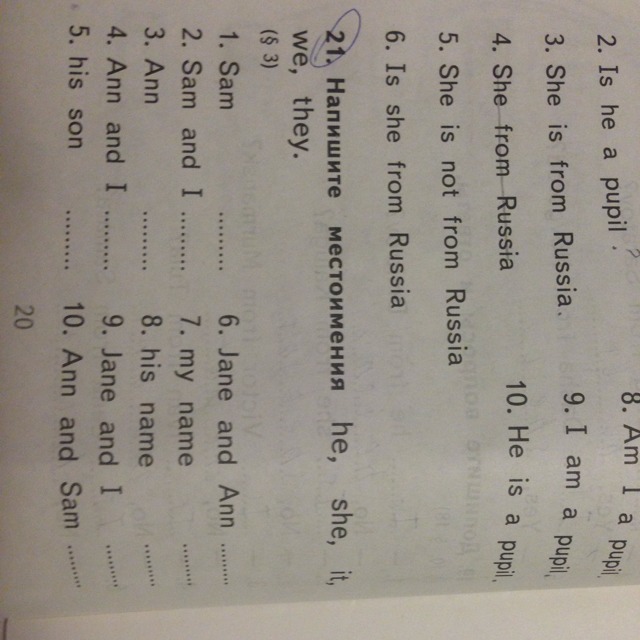 2. Is he a pupil ?
3. She is from Russia.
4. She from Russia
5. She is not from Russia
6. Is she from Russia
8. Am I a pupil
9. I am a pupil
10. He is a pupil
21. Напишите местоимения he, she, it,
we, they.
(§ 3)
1. Sam .........
2. Sam and I .........
3. Ann .........
4. Ann and I .........
5. his son .........
6. Jane and Ann .........
7. my name .........
8. his name .........
9. Jane and I .........
10. Ann and Sam .........
20